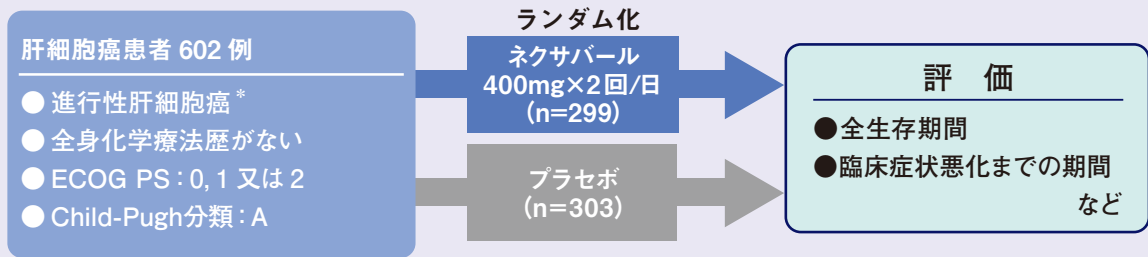 肝細胞癌患者 602 例
● 進行性肝細胞癌*
● 全身化学療法歴がない
● ECOG PS:0, 1 又は 2
● Child-Pugh分類:A
ランダム化
ネクサバール
400mg×2回/日
(n=299)
プラセボ
(n=303)
評 価
●全生存期間
●臨床症状悪化までの期間
など